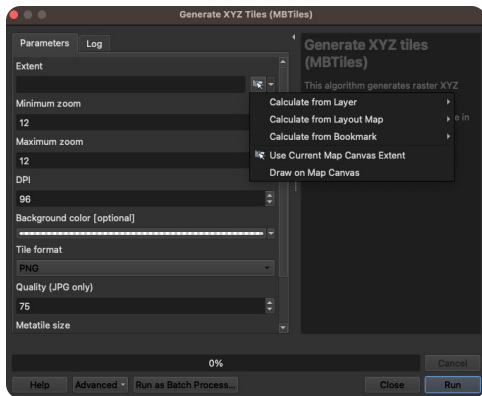 Generate XYZ Tiles (MBTiles)
Parameters
Log
Extent
Minimum zoom
12
Maximum zoom
12
DPI
96
Background color [optional]
Tile format
PNG
Quality (JPG only)
75
Metatile size
Generate XYZ tiles
(MBTiles)
This algorithm generates raster XYZ
e in
Calculate from Layer
Calculate from Layout Map
Calculate from Bookmark
Use Current Map Canvas Extent
Draw on Map Canvas
0%
Cancel
Help
Advanced
Run as Batch Process...
Close
Run